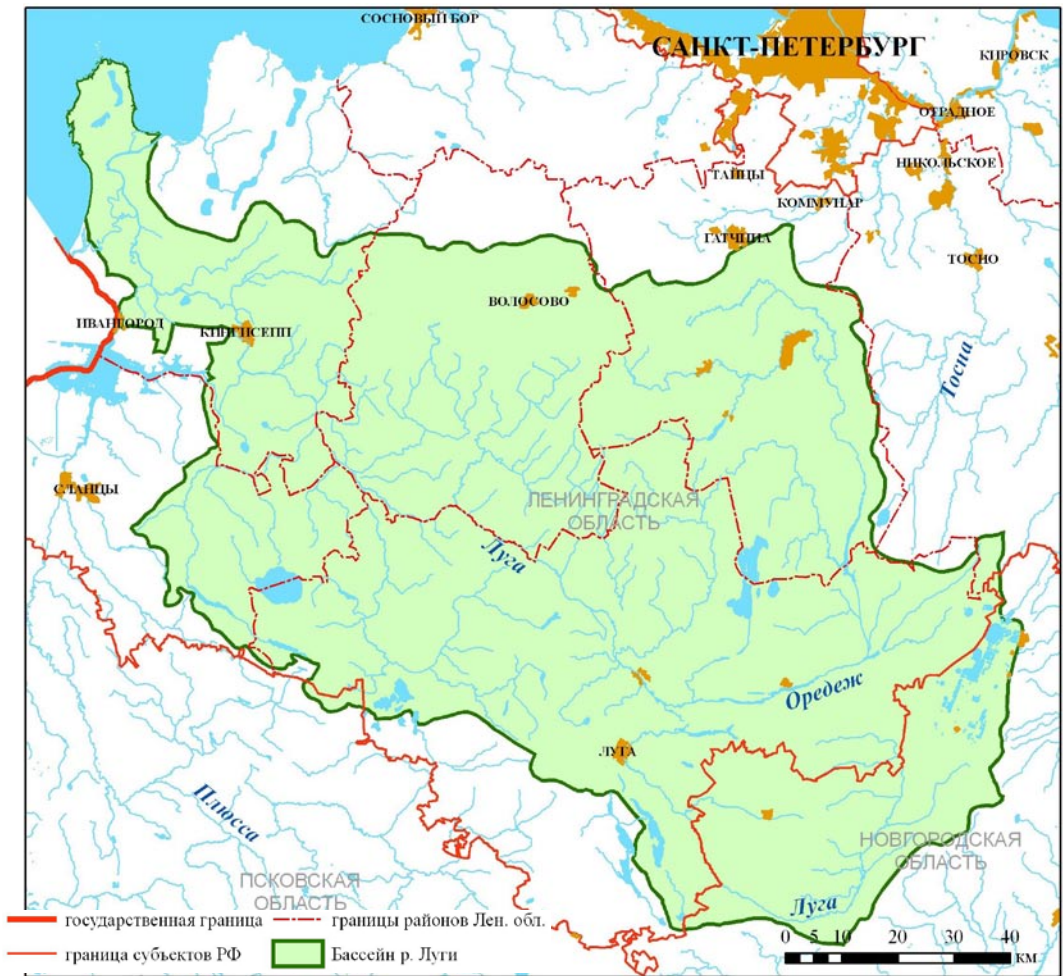 СОСНОВЫЙ БОР
САНКТ-ПЕТЕРБУРГ
КИРОВСК
ОТРАДНОЕ
НИКОЛЬСКОЕ
ТАЙЦЫ
КОММУНАР
ГАТЧИНА
ТОСНО
ВОЛОСОВО
ИВАНГОРОД
КИНГИСЕПП
Тосна
СЛАНЦЫ
ЛЕНИНГРАДСКАЯ
ОБЛАСТЬ
Луга
Оредеж
ЛУГА
Плюсса
НОВГОРОДСКАЯ
ОБЛАСТЬ
ПСКОВСКАЯ
ОБЛАСТЬ
Луга
государственная граница
границы районов Лен. обл.
граница субъектов РФ
Бассейн р. Луги
0 5 10 20 30 40
КМ